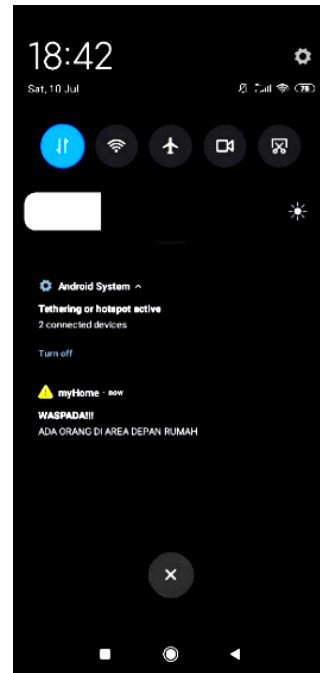 18:42
Sat, 10 Jul
78
Android System
Tethering or hotspot active
2 connected devices
Turn off
myHome · now
WASPADA!!!
ADA ORANG DI AREA DEPAN RUMAH